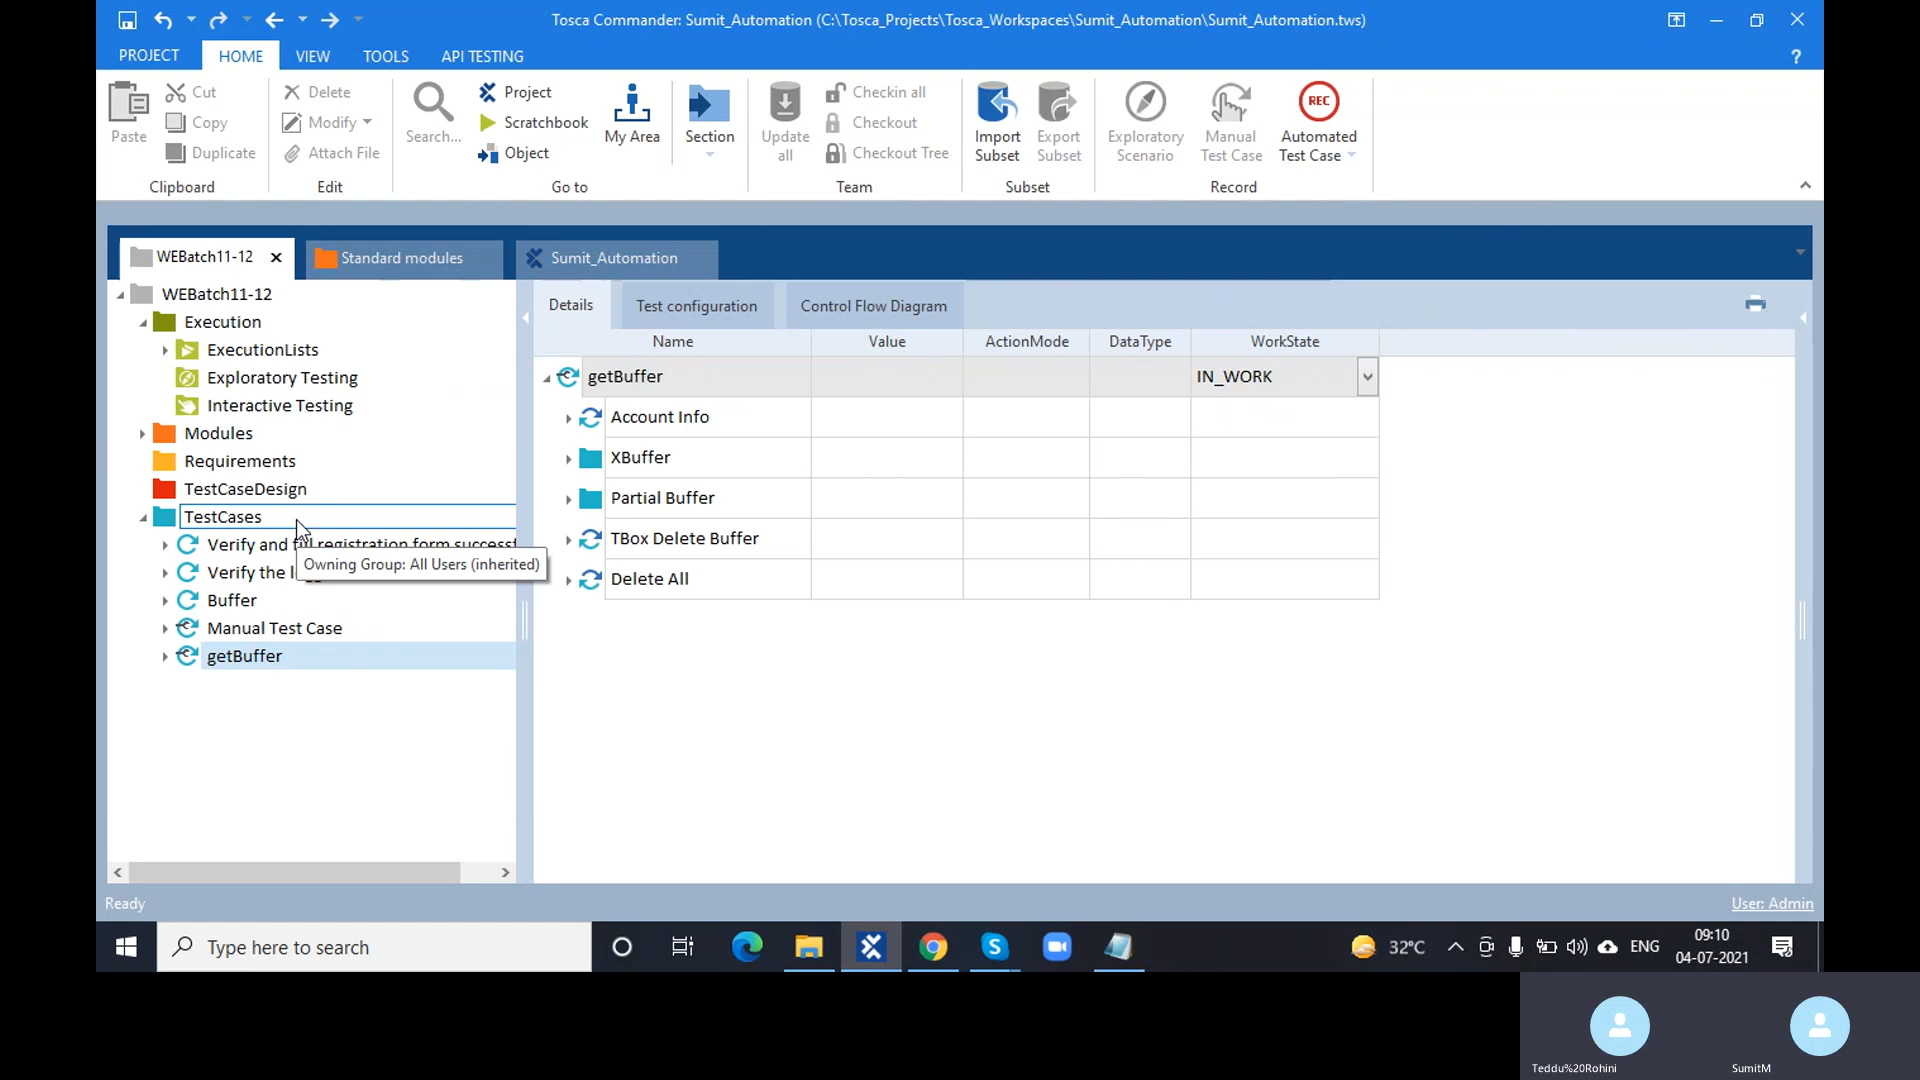 Tosca Commander: Sumit_Automation (C:\Tosca_Projects\Tosca_Workspaces\Sumit_Automation\Sumit_Automation.tws)
PROJECT HOME VIEW TOOLS API TESTING ?
Paste
Cut
Copy
Duplicate
Clipboard
Delete
Modify
Attach File
Edit
Search...
Project
Scratchbook
Object
My Area
Go to
Section
Update all
Checkin all
Checkout
Checkout Tree
Team
Import Subset
Export Subset
Subset
Exploratory Scenario
Manual Test Case
REC
Automated Test Case
Record
WEBatch11-12 Standard modules Sumit_Automation
WEBatch11-12
Execution
ExecutionLists
Exploratory Testing
Interactive Testing
Modules
Requirements
TestCaseDesign
TestCases
Verify and fill registration form success
Verify the
Owning Group: All Users (inherited)
Buffer
Manual Test Case
getBuffer
Details Test configuration Control Flow Diagram
Name Value ActionMode DataType WorkState
getBuffer IN_WORK
Account Info
XBuffer
Partial Buffer
TBox Delete Buffer
Delete All
Ready User: Admin
Type here to search
32°C ENG 09:10
04-07-2021
Teddu%20Rohini SumitM